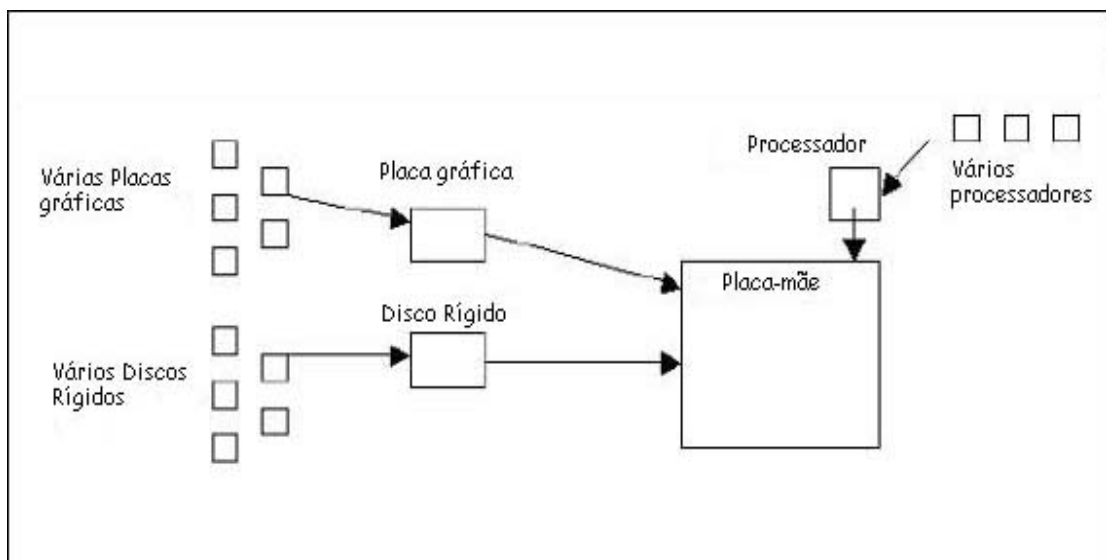 Várias Placas
gráficas
Placa gráfica
Processador
Vários
processadores
Placa-mãe
Disco Rígido
Vários Discos
Rígidos